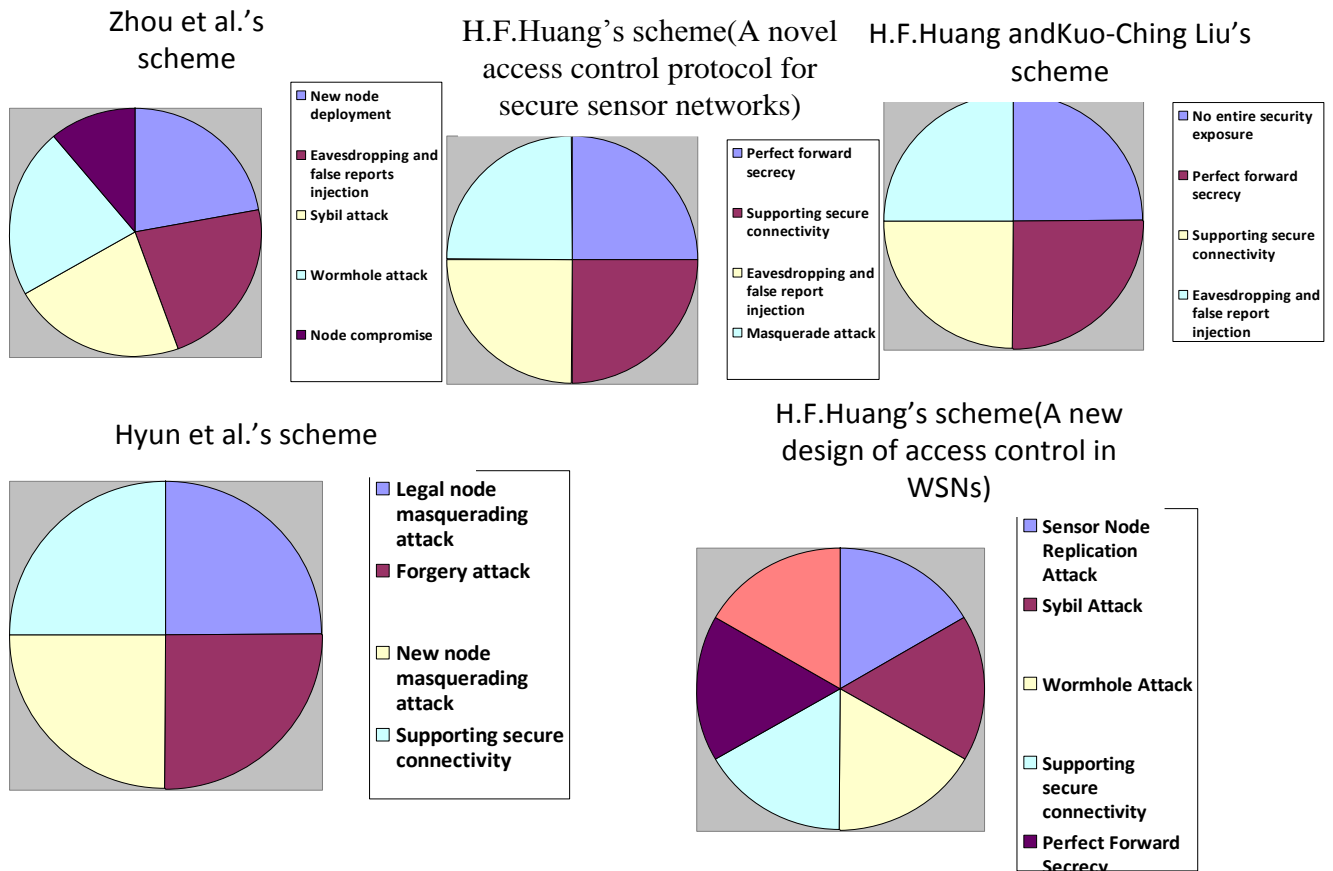 Zhou et al.'s
scheme
New node
deployment
Eavesdropping and
false reports
injection
Sybil attack
Wormhole attack
Node compromise
H.F.Huang's scheme(A novel
access control protocol for
secure sensor networks)
Perfect forward
secrecy
Supporting secure
connectivity
Eavesdropping and
false report
injection
Masquerade attack
H.F.Huang andKuo-Ching Liu's
scheme
No entire security
exposure
Perfect forward
secrecy
Supporting secure
connectivity
Eavesdropping and
false report
injection
Hyun et al.'s scheme
Legal node
masquerading
attack
Forgery attack
New node
masquerading
attack
Supporting secure
connectivity
H.F.Huang's scheme(A new
design of access control in
WSNs)
Sensor Node
Replication
Attack
Sybil Attack
Wormhole Attack
Supporting
secure
connectivity
Perfect Forward
Secrecy